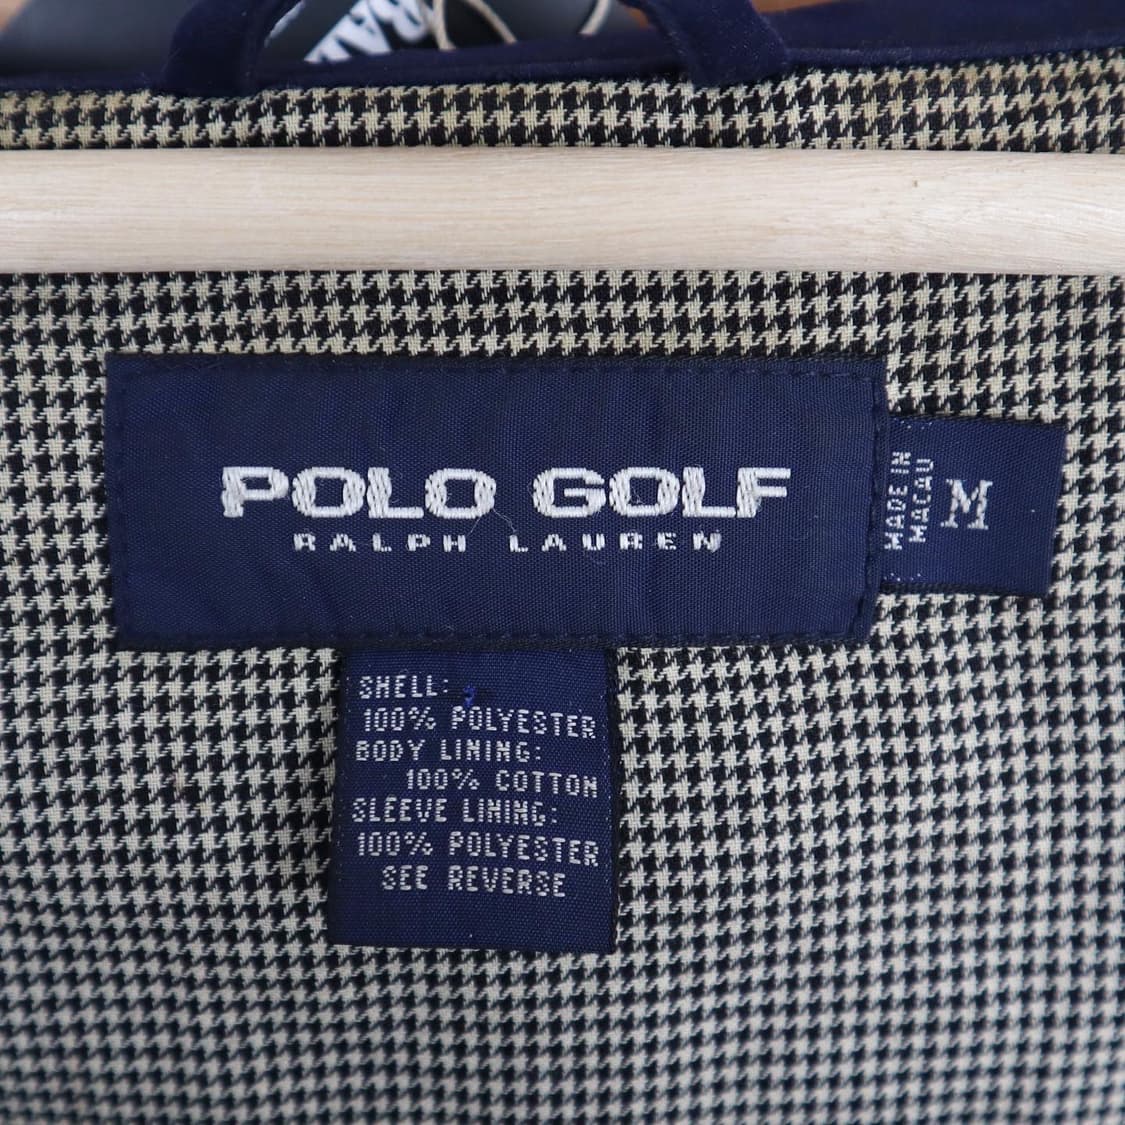 POLO GOLF
RALPH LAUREN
MADE IN
MACAU
M
SHELL:
100% POLYESTER
BODY LINING:
100% COTTON
SLEEVE LINING:
100% POLYESTER
SEE REVERSE